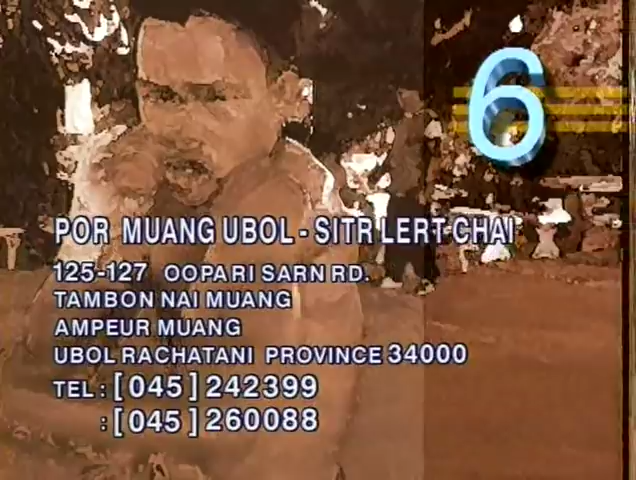 6
POR MUANG UBOL - SITR LERT-CHAI
125-127 OOPARI SARN RD.
TAMBON NAI MUANG
AMPEUR MUANG
UBOL RACHATANI PROVINCE 34000
TEL : [045] 242399
: [045] 260088